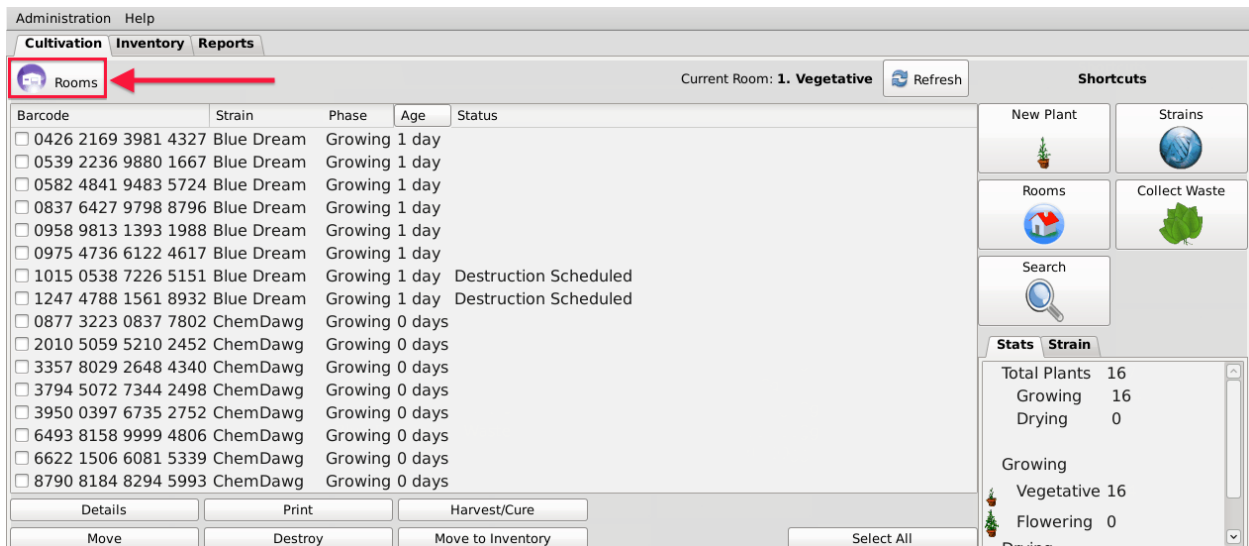 Administration Help
Cultivation Inventory Reports
Rooms Current Room: 1. Vegetative Refresh Shortcuts
Barcode Strain Phase Age Status
0426 2169 3981 4327 Blue Dream Growing 1 day
0539 2236 9880 1667 Blue Dream Growing 1 day
0582 4841 9483 5724 Blue Dream Growing 1 day
0837 6427 9798 8796 Blue Dream Growing 1 day
0958 9813 1393 1988 Blue Dream Growing 1 day
0975 4736 6122 4617 Blue Dream Growing 1 day
1015 0538 7226 5151 Blue Dream Growing 1 day Destruction Scheduled
1247 4788 1561 8932 Blue Dream Growing 1 day Destruction Scheduled
0877 3223 0837 7802 ChemDawg Growing 0 days
2010 5059 5210 2452 ChemDawg Growing 0 days
3357 8029 2648 4340 ChemDawg Growing 0 days
3794 5072 7344 2498 ChemDawg Growing 0 days
3950 0397 6735 2752 ChemDawg Growing 0 days
6493 8158 9999 4806 ChemDawg Growing 0 days
6622 1506 6081 5339 ChemDawg Growing 0 days
8790 8184 8294 5993 ChemDawg Growing 0 days
Details Print Harvest/Cure
Move Destroy Move to Inventory Select All
New Plant Strains
Rooms Collect Waste
Search
Stats Strain
Total Plants 16
Growing 16
Drying 0
Growing
Vegetative 16
Flowering 0
Drying